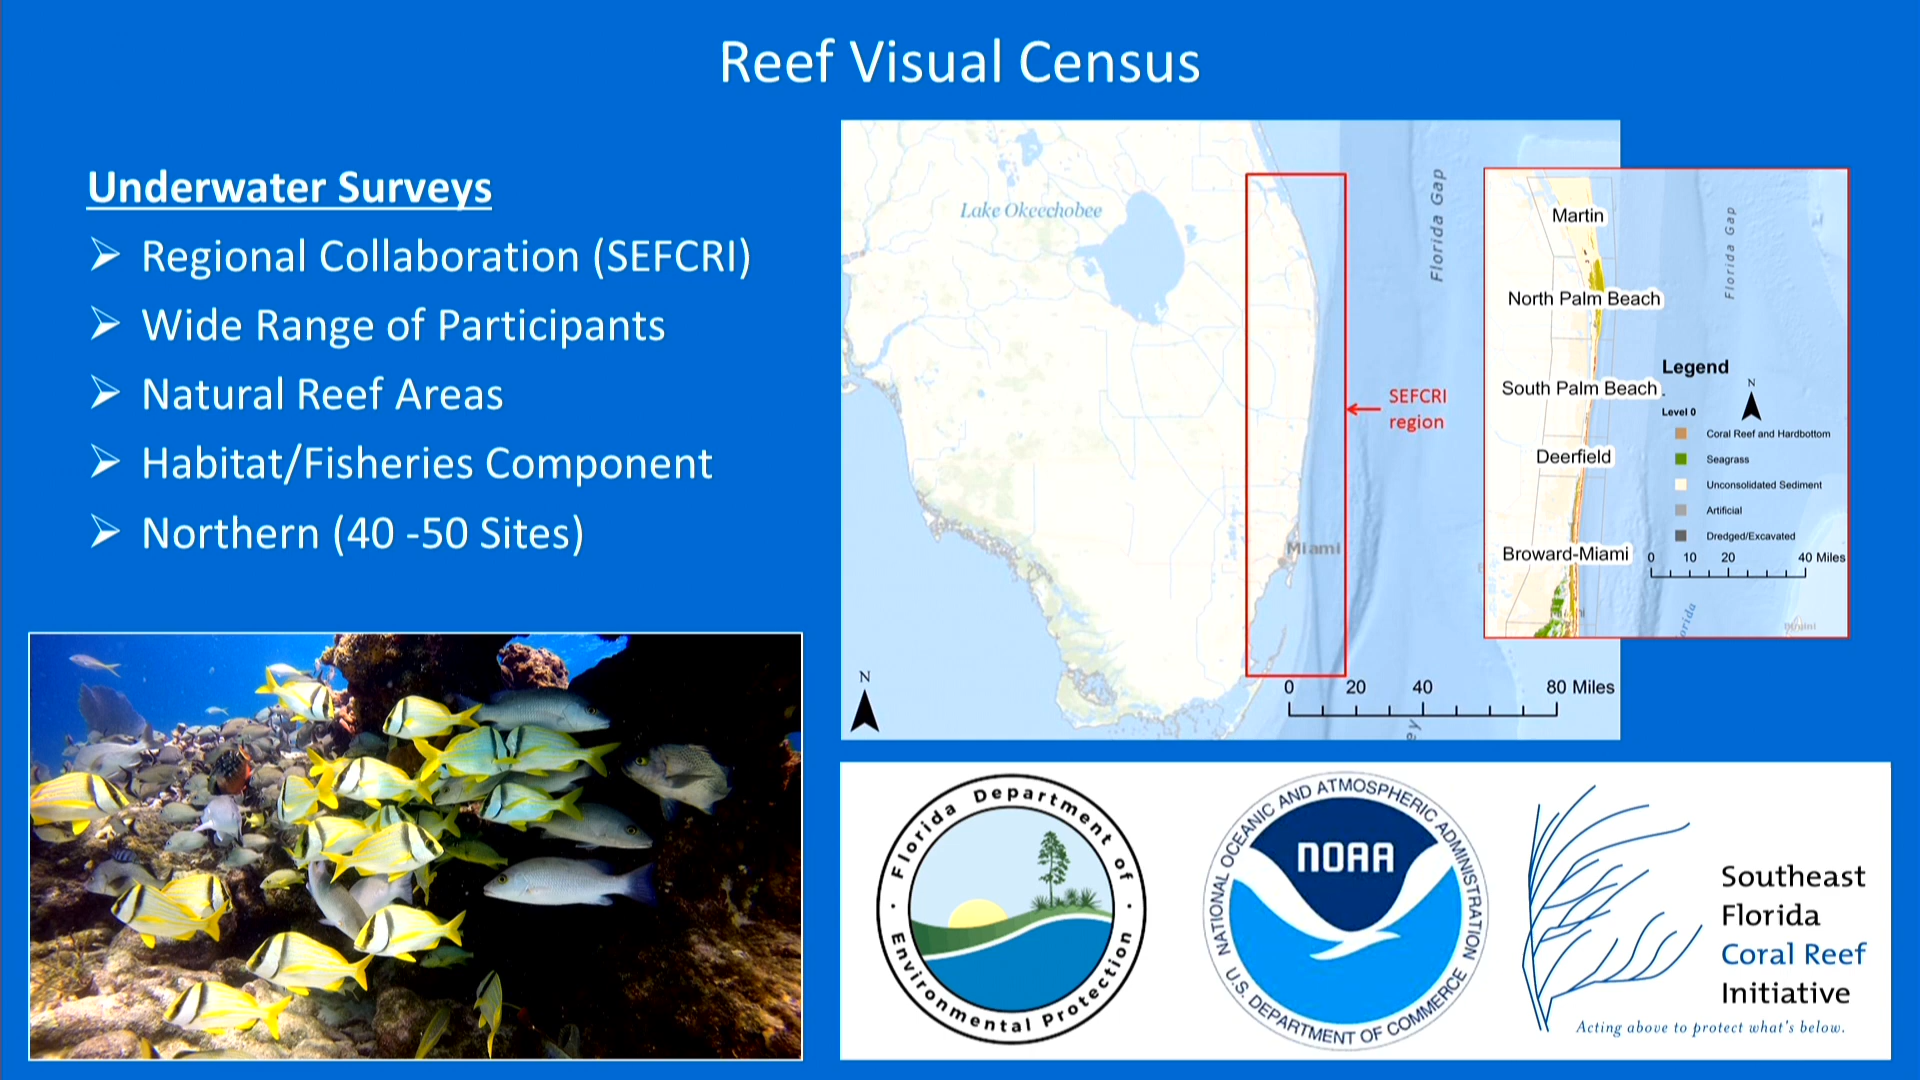 Reef Visual Census
Underwater Surveys
Regional Collaboration (SEFCRI)
Wide Range of Participants
Natural Reef Areas
Habitat/Fisheries Component
Northern (40 -50 Sites)
Lake Okeechobee
Florida Gap
SEFCRI
region
Miami
N
0 20 40 80 Miles
ey
Martin
North Palm Beach
South Palm Beach
Deerfield
Broward-Miami
Florida Gap
Legend
N
Level 0
Coral Reef and Hardbottom
Seagrass
Unconsolidated Sediment
Artificial
Dredged/Excavated
0 10 20 40 Miles
Florida Department of
Environmental Protection
NATIONAL OCEANIC AND ATMOSPHERIC ADMINISTRATION
NOAA
U.S. DEPARTMENT OF COMMERCE
Southeast
Florida
Coral Reef
Initiative
Acting above to protect what's below.